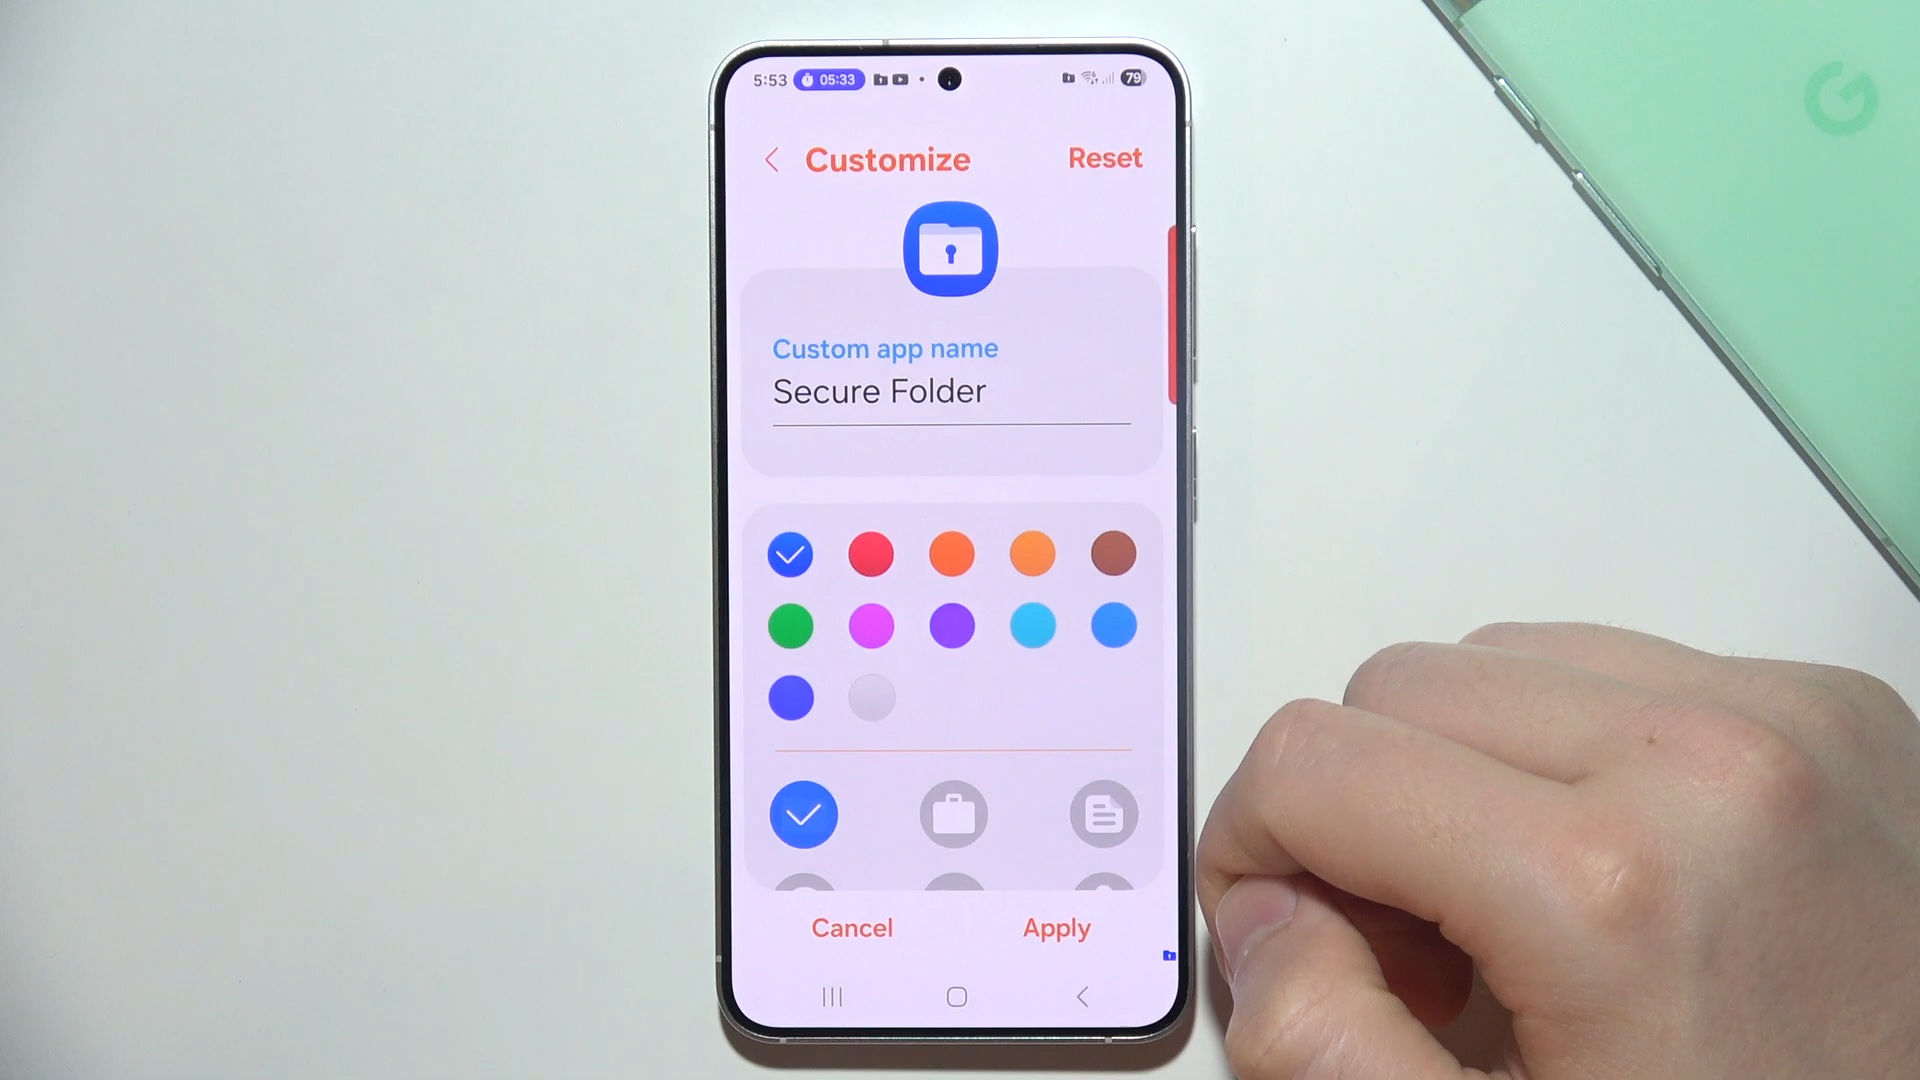 5:53 05:33 79
Customize Reset
Custom app name
Secure Folder
Cancel Apply